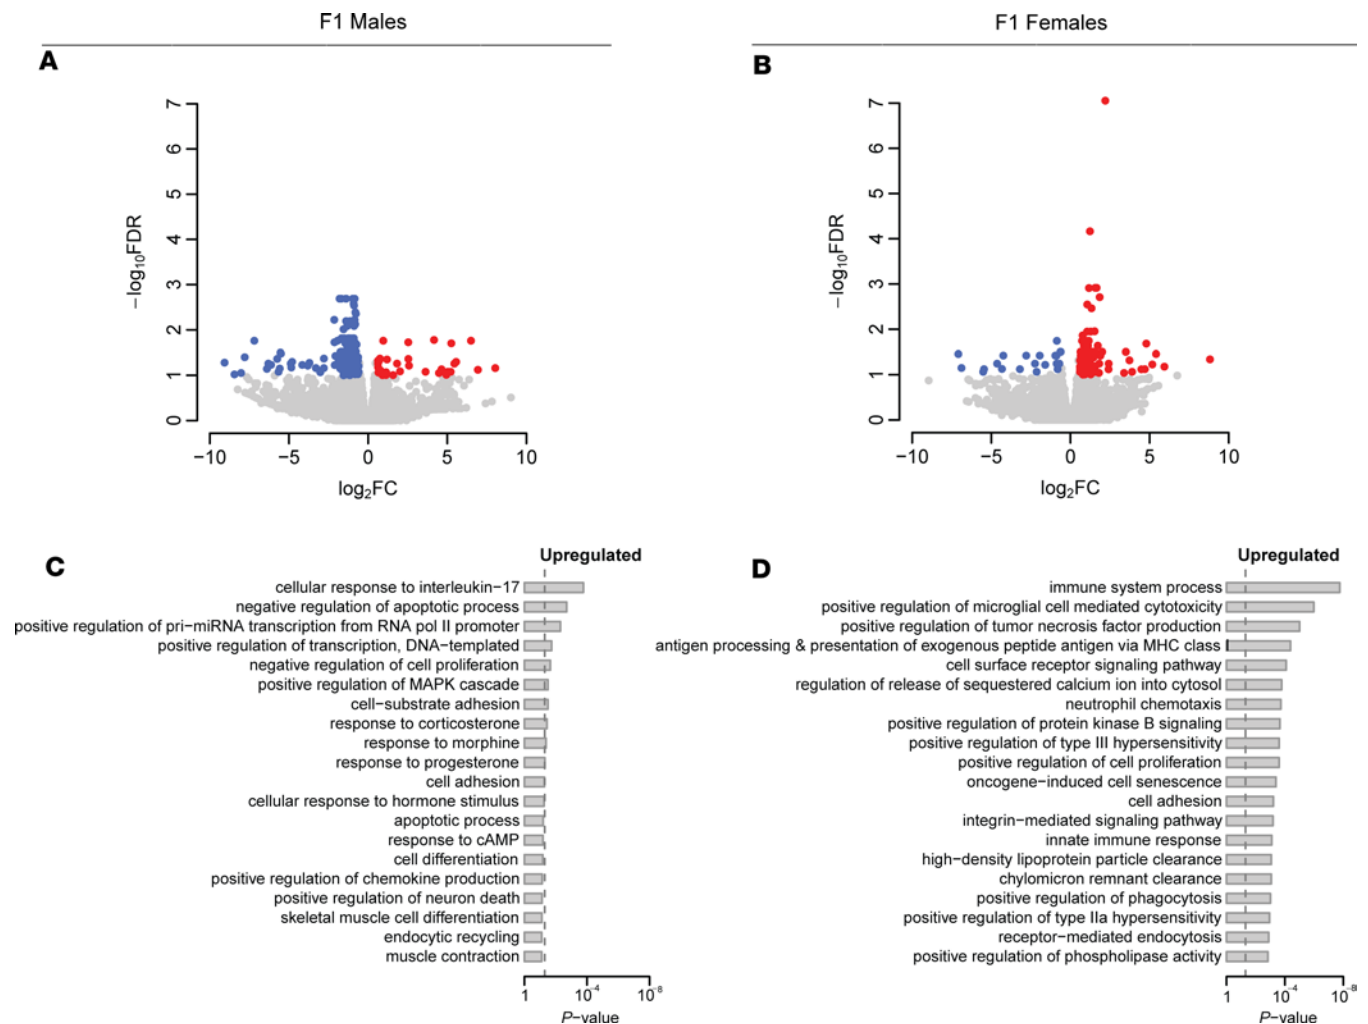 F1 Males
F1 Females
A
B
7
6
5
4
3
2
1
0
−log10FDR
−10
−5
0
5
10
log2FC
7
6
5
4
3
2
1
0
−log10FDR
−10
−5
0
5
10
log2FC
C
Upregulated
cellular response to interleukin−17
negative regulation of apoptotic process
positive regulation of pri−miRNA transcription from RNA pol II promoter
positive regulation of transcription, DNA−templated
negative regulation of cell proliferation
positive regulation of MAPK cascade
cell−substrate adhesion
response to corticosterone
response to morphine
response to progesterone
cell adhesion
cellular response to hormone stimulus
apoptotic process
response to cAMP
cell differentiation
positive regulation of chemokine production
positive regulation of neuron death
skeletal muscle cell differentiation
endocytic recycling
muscle contraction
1
10−4
10−8
P−value
D
Upregulated
immune system process
positive regulation of microglial cell mediated cytotoxicity
positive regulation of tumor necrosis factor production
antigen processing & presentation of exogenous peptide antigen via MHC class
cell surface receptor signaling pathway
regulation of release of sequestered calcium ion into cytosol
neutrophil chemotaxis
positive regulation of protein kinase B signaling
positive regulation of type III hypersensitivity
positive regulation of cell proliferation
oncogene−induced cell senescence
cell adhesion
integrin−mediated signaling pathway
innate immune response
high−density lipoprotein particle clearance
chylomicron remnant clearance
positive regulation of phagocytosis
positive regulation of type IIa hypersensitivity
receptor−mediated endocytosis
positive regulation of phospholipase activity
1
10−4
10−8
P−value